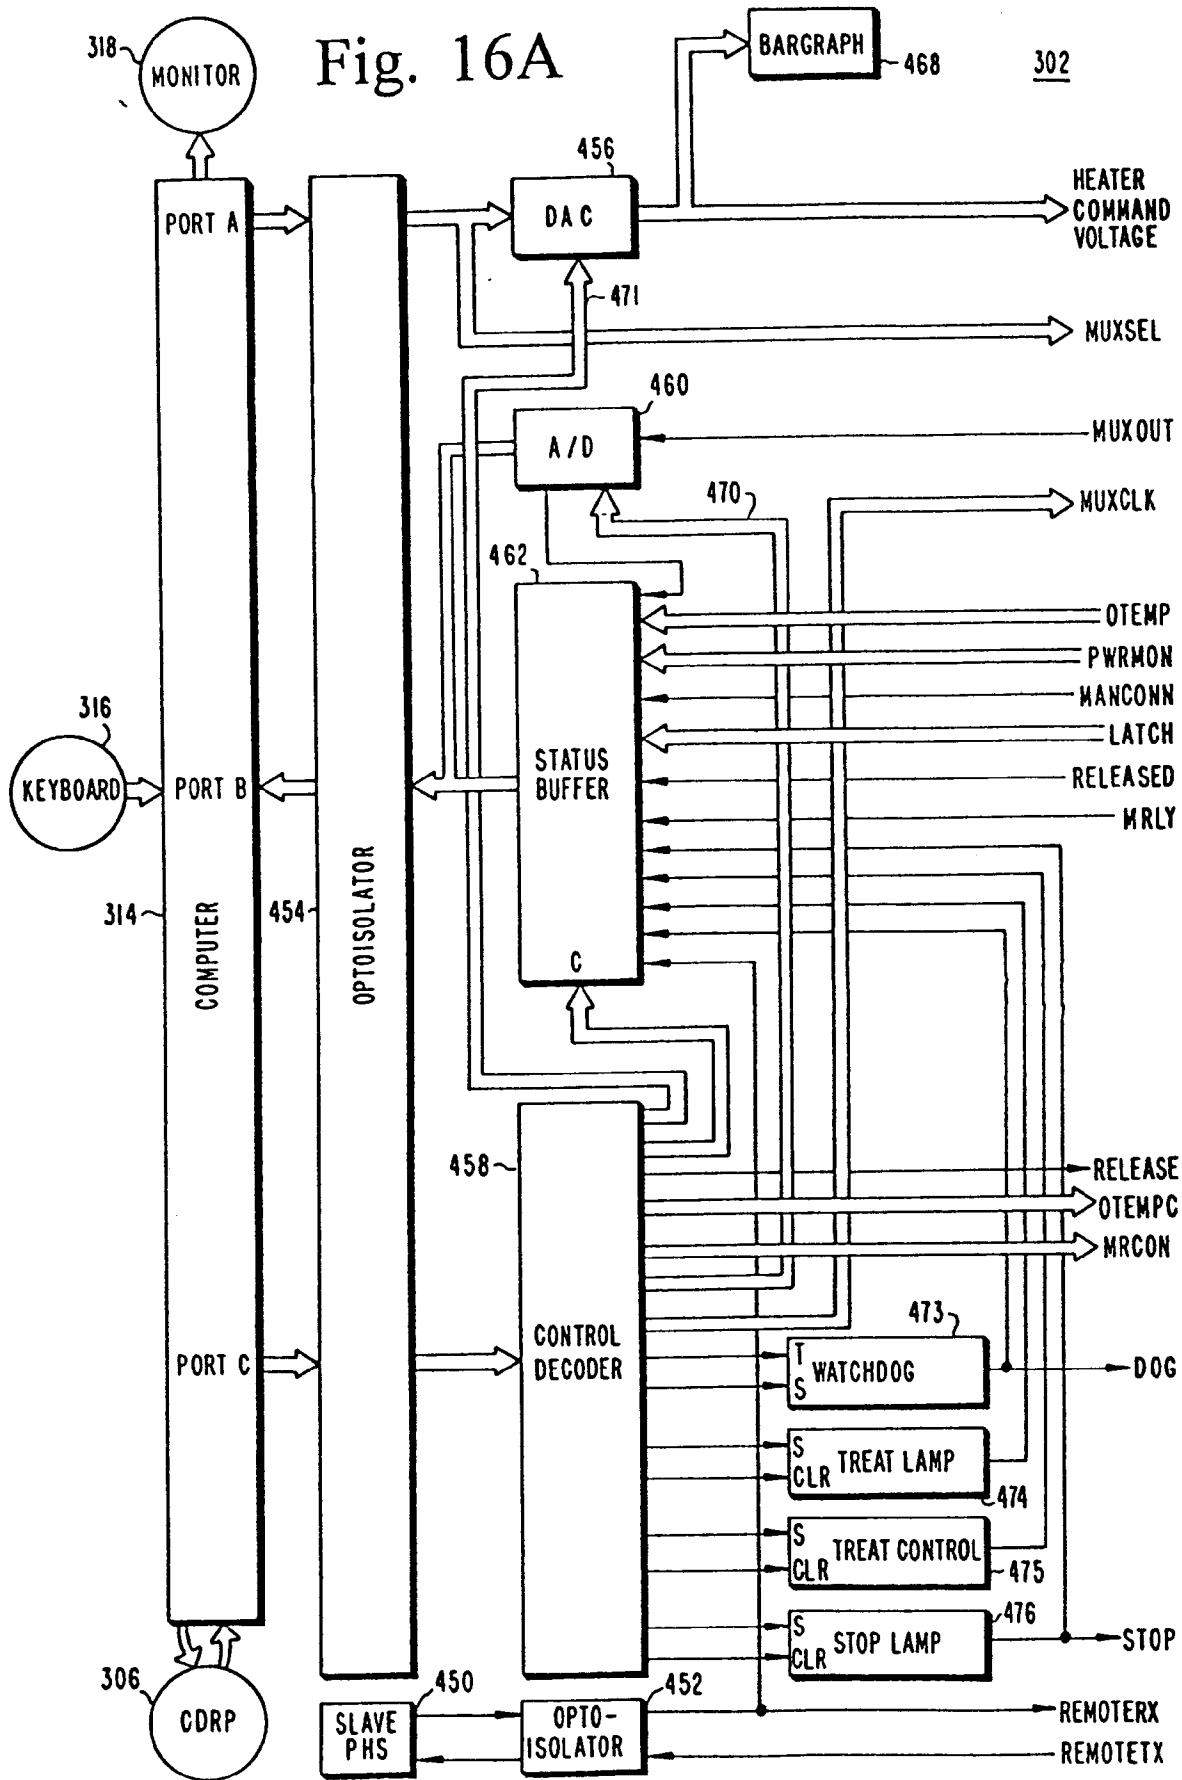 Fig. 16A
318
MONITOR
BARGRAPH
468
302
456
PORT A
DAC
HEATER
COMMAND
VOLTAGE
471
MUXSEL
460
A/D
MUXOUT
470
MUXCLK
462
OTEMP
PWRMON
MANCONN
LATCH
RELEASED
MRLY
316
KEYBOARD
PORT B
STATUS
BUFFER
C
314
COMPUTER
454
OPTOISOLATOR
458
RELEASE
OTEMPC
MRCON
PORT C
CONTROL
DECODER
473
T
S
WATCHDOG
DOG
S
CLR
TREAT LAMP
474
S
CLR
TREAT CONTROL
475
S
CLR
STOP LAMP
476
STOP
306
CDRP
450
SLAVE
PHS
452
OPTO-
ISOLATOR
REMOTERX
REMOTETX